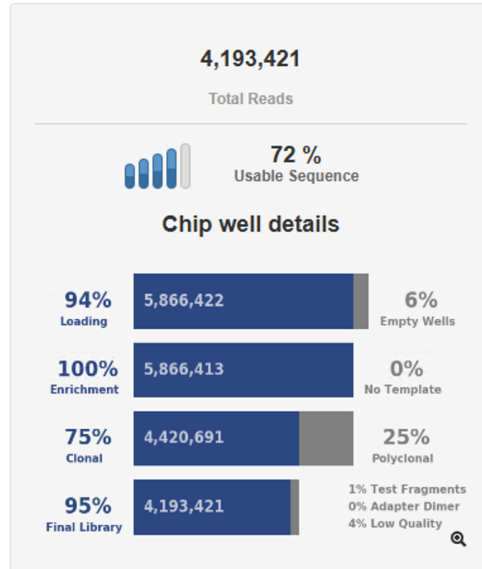 4,193,421
Total Reads
72 %
Usable Sequence
Chip well details
94%
Loading
5,866,422
6%
Empty Wells
100%
Enrichment
5,866,413
0%
No Template
75%
Clonal
4,420,691
25%
Polyclonal
95%
Final Library
4,193,421
1% Test Fragments
0% Adapter Dimer
4% Low Quality